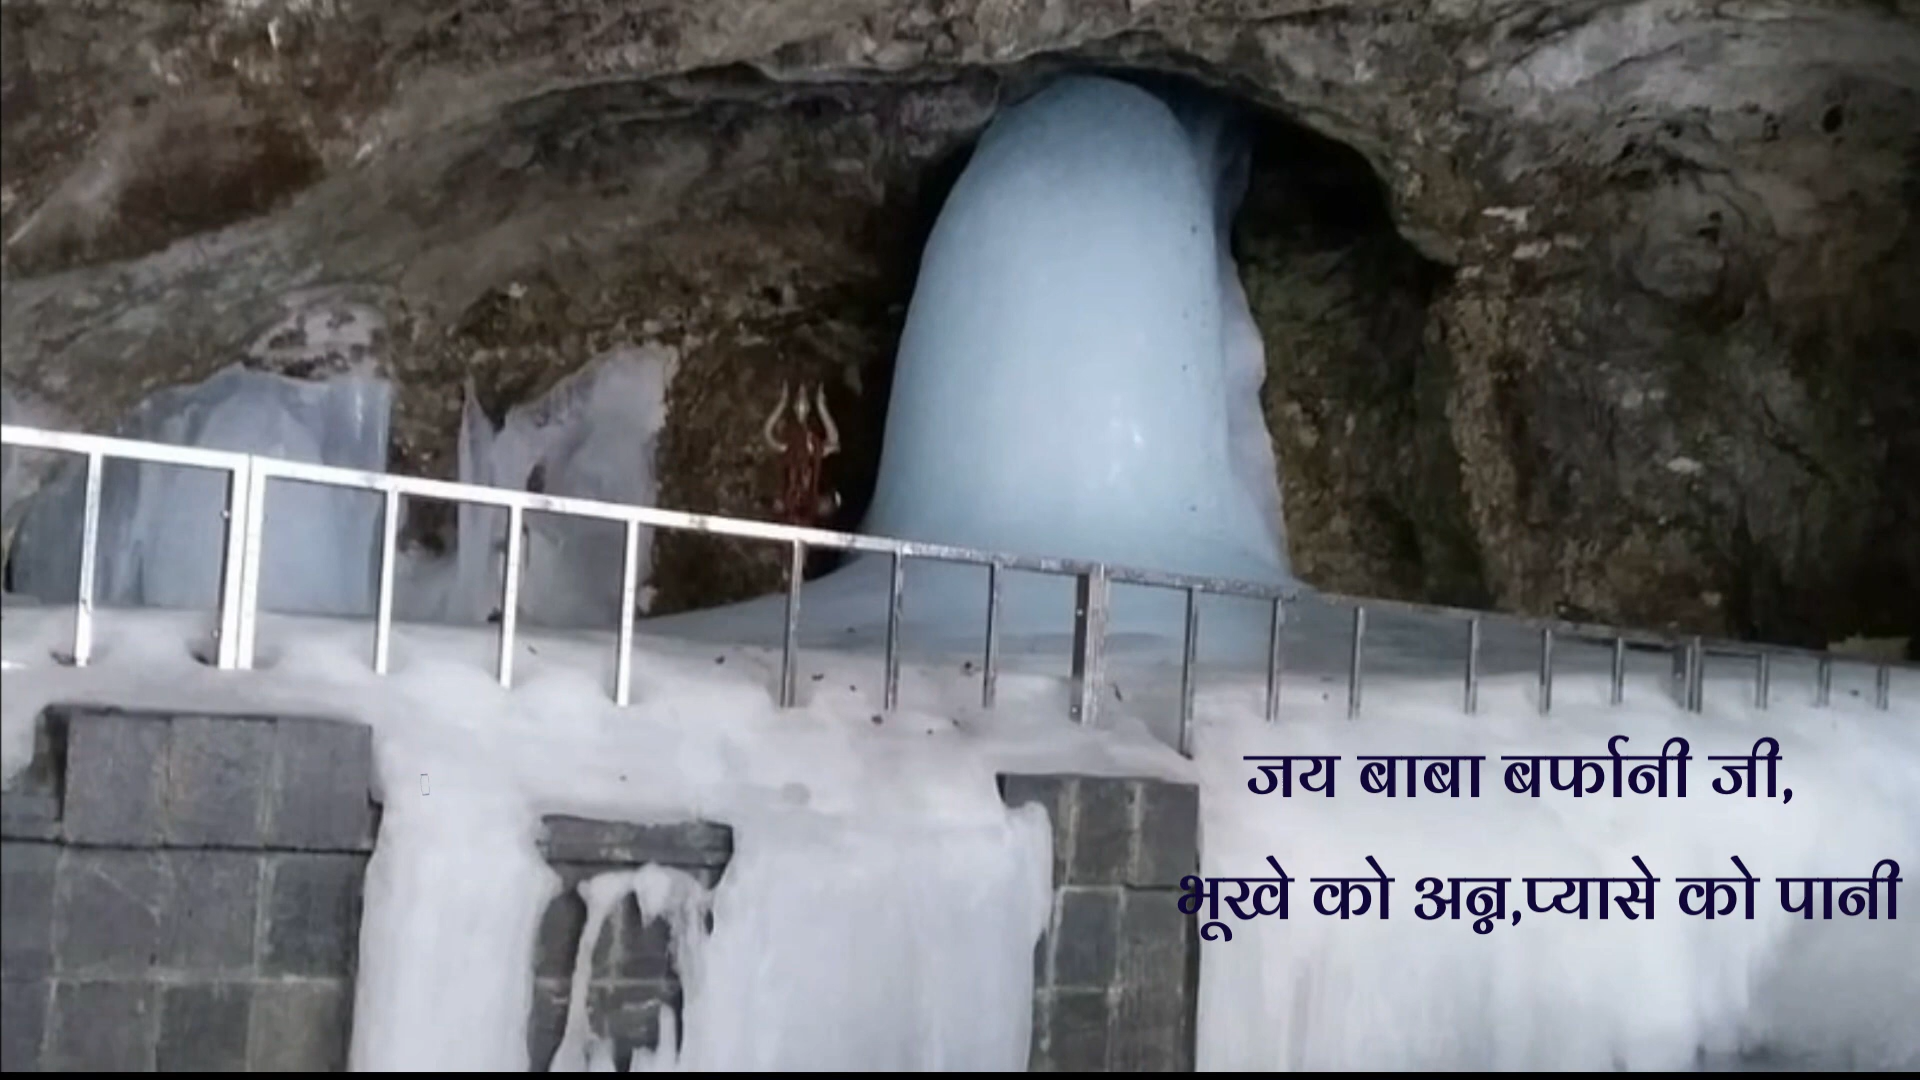 जय बाबा बर्फानी जी,
भूखे को अन्न,प्यासे को पानी